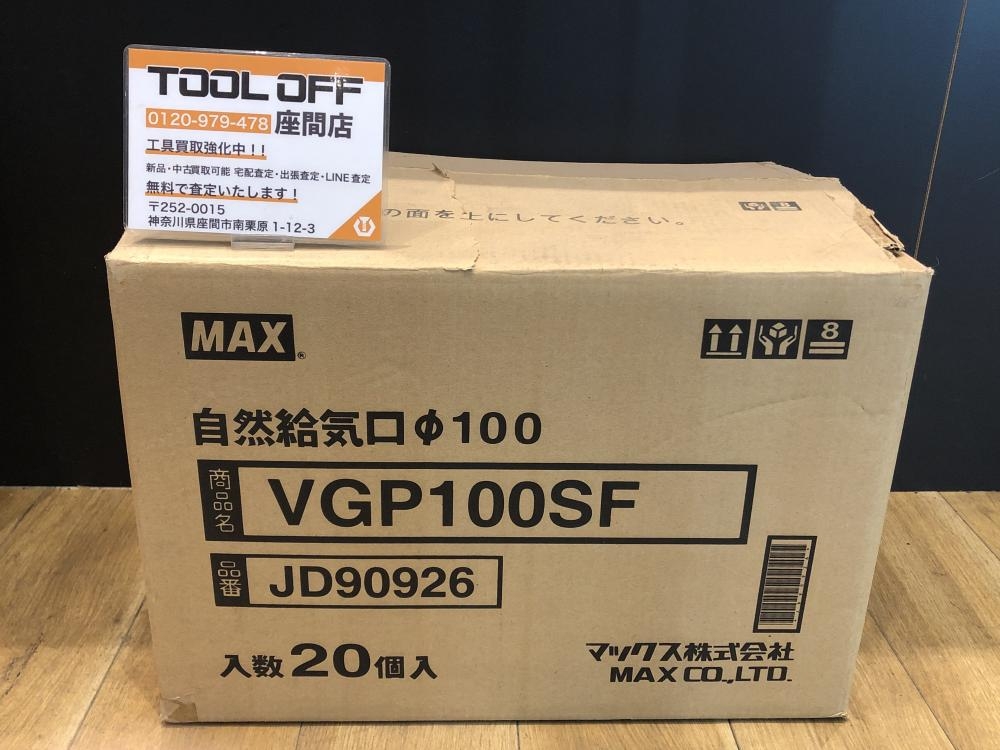 TOOL OFF
0120-979-478 座間店
工具買取強化中!!
新品・中古買取可能 宅配査定・出張査定・LINE査定
無料で査定いたします!
〒252-0015
神奈川県座間市南栗原 1-12-3
の面を上にしてください。
MAX®
8
自然給気口φ100
商品名 VGP100SF
品番 JD90926
入数20個入
マックス株式会社
MAX CO.,LTD.